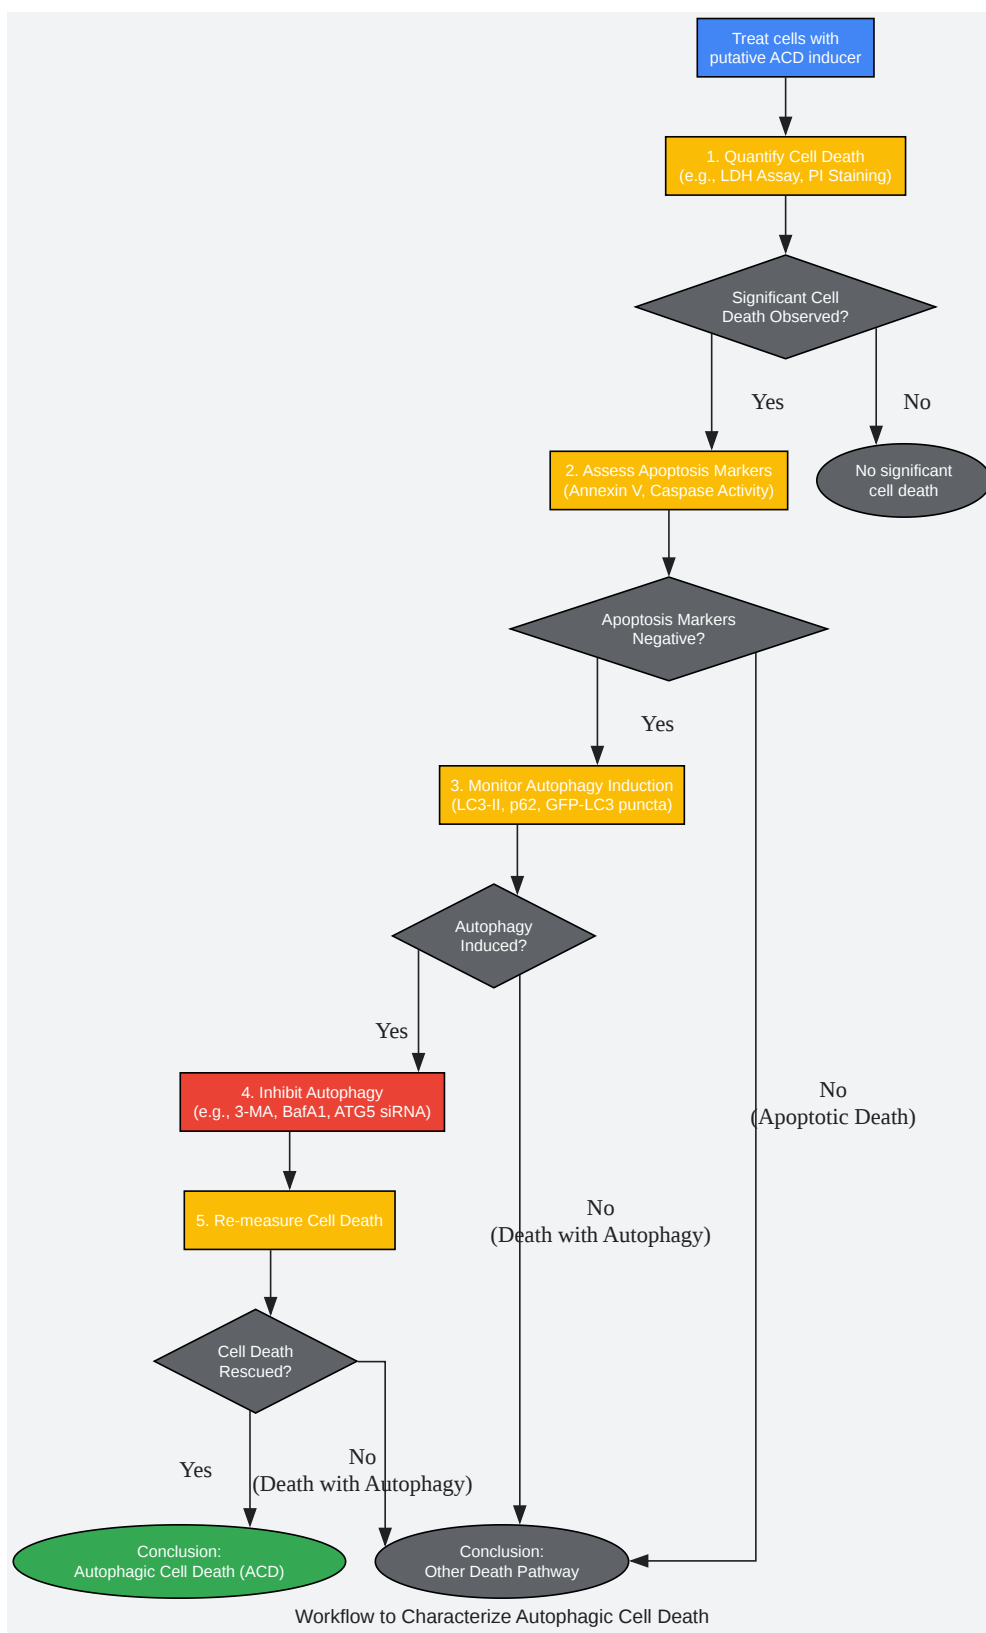 Treat cells with
putative ACD inducer
1. Quantify Cell Death
(e.g., LDH Assay, PI Staining)
Significant Cell
Death Observed?
Yes
No
2. Assess Apoptosis Markers
(Annexin V, Caspase Activity)
No significant
cell death
Apoptosis Markers
Negative?
Yes
3. Monitor Autophagy Induction
(LC3-II, p62, GFP-LC3 puncta)
Autophagy
Induced?
Yes
4. Inhibit Autophagy
(e.g., 3-MA, BafA1, ATG5 siRNA)
No
(Apoptotic Death)
5. Re-measure Cell Death
No
(Death with Autophagy)
Cell Death
Rescued?
Yes
No
(Death with Autophagy)
Conclusion:
Autophagic Cell Death (ACD)
Conclusion:
Other Death Pathway
Workflow to Characterize Autophagic Cell Death